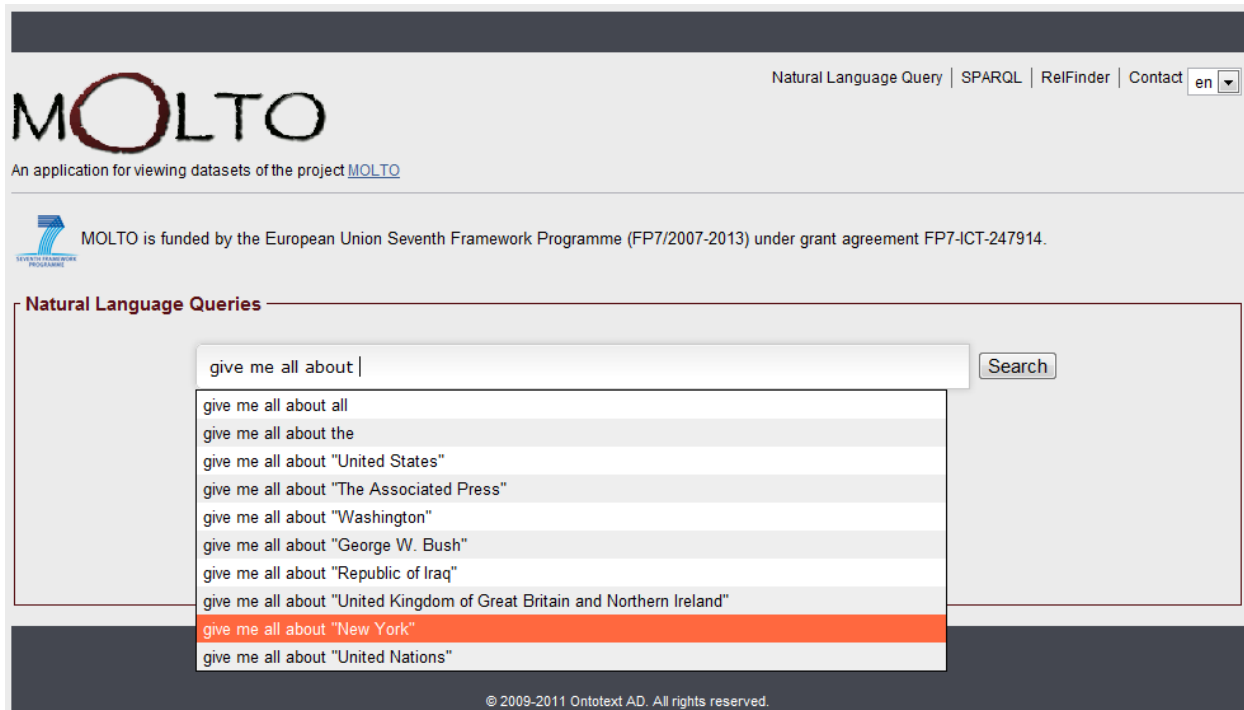 Natural Language Query | SPARQL | RelFinder | Contact en
MOLTO
An application for viewing datasets of the project MOLTO
SEVENTH FRAMEWORK
PROGRAMME
MOLTO is funded by the European Union Seventh Framework Programme (FP7/2007-2013) under grant agreement FP7-ICT-247914.
Natural Language Queries
give me all about
Search
give me all about all
give me all about the
give me all about "United States"
give me all about "The Associated Press"
give me all about "Washington"
give me all about "George W. Bush"
give me all about "Republic of Iraq"
give me all about "United Kingdom of Great Britain and Northern Ireland"
give me all about "New York"
give me all about "United Nations"
© 2009-2011 Ontotext AD. All rights reserved.